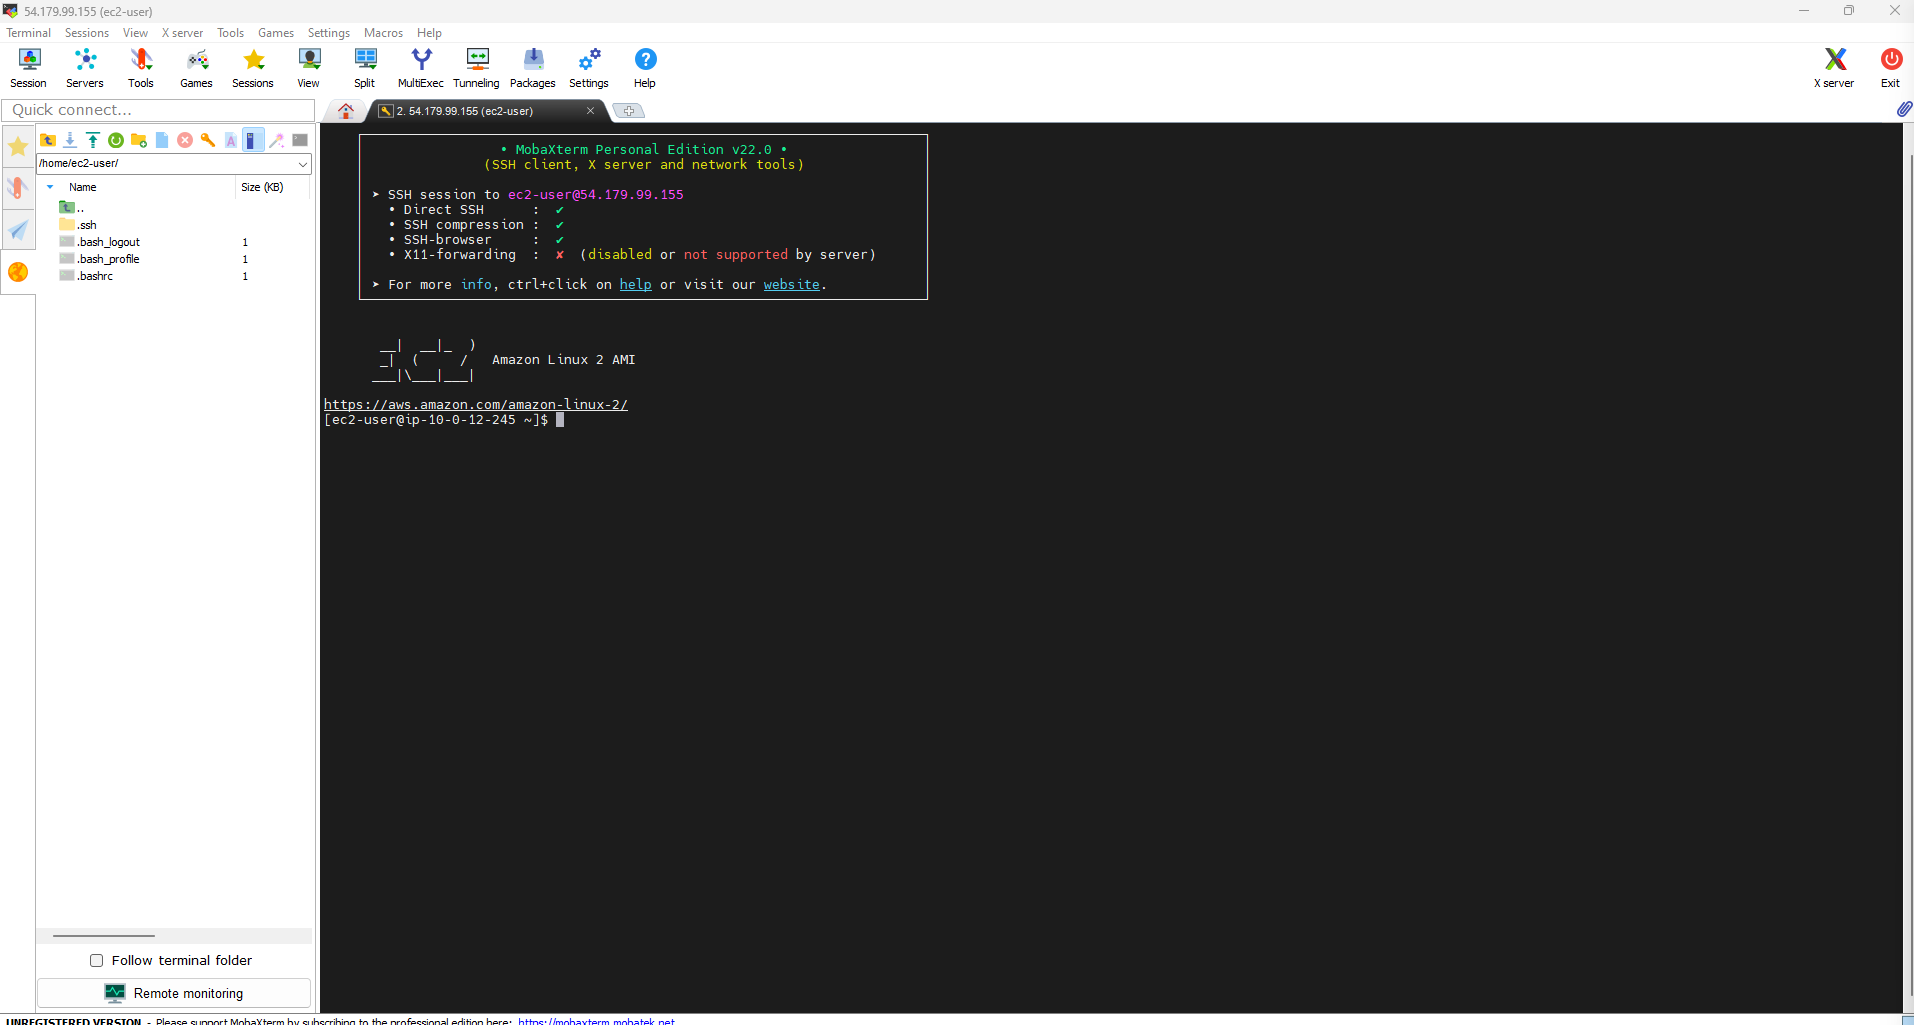 54.179.99.155 (ec2-user)
Terminal Sessions View X server Tools Games Settings Macros Help
Session Servers Tools Games Sessions View Split MultiExec Tunneling Packages Settings Help X server Exit
Quick connect...
2. 54.179.99.155 (ec2-user)
/home/ec2-user/
Name Size (KB)
..
.ssh
.bash_logout 1
.bash_profile 1
.bashrc 1
• MobaXterm Personal Edition v22.0 •
(SSH client, X server and network tools)
➤ SSH session to ec2-user@54.179.99.155
• Direct SSH : ✔
• SSH compression : ✔
• SSH-browser : ✔
• X11-forwarding : ✘ (disabled or not supported by server)
➤ For more info, ctrl+click on help or visit our website.
__| __|_ )
_| ( / Amazon Linux 2 AMI
___|\___|___|
https://aws.amazon.com/amazon-linux-2/
[ec2-user@ip-10-0-12-245 ~]$
Follow terminal folder
Remote monitoring
UNREGISTERED VERSION - Please support MobaXterm by subscribing to the professional edition here: https://mobaxterm.mobatek.net